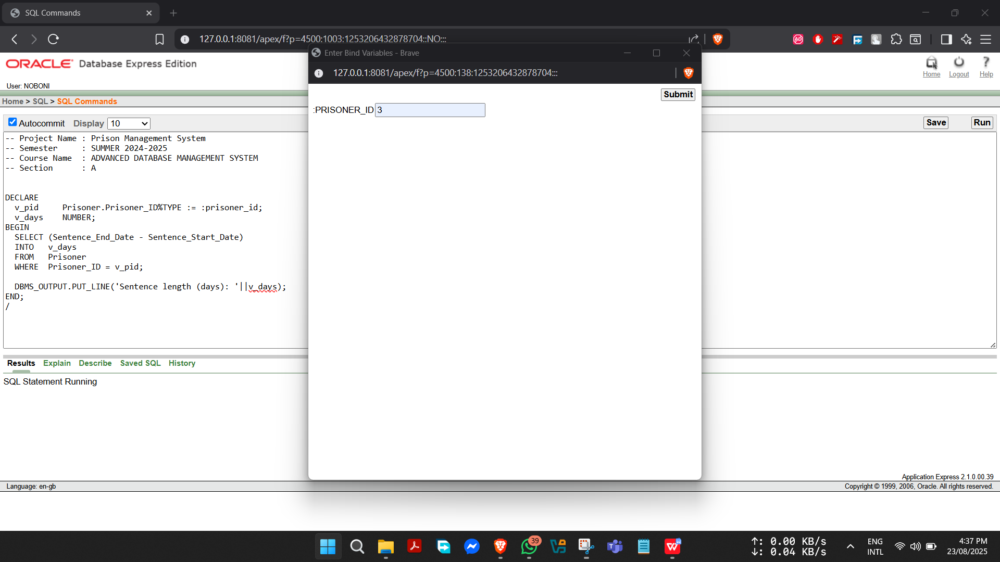 SQL Commands
127.0.0.1:8081/apex/f?p=4500:1003:1253206432878704::NO:::
Enter Bind Variables - Brave
127.0.0.1:8081/apex/f?p=4500:138:1253206432878704:::
ORACLE Database Express Edition
Home Logout Help
User: NOBONI
Home > SQL > SQL Commands
Submit
:PRISONER_ID 3
Autocommit Display 10
Save Run
-- Project Name : Prison Management System
-- Semester     : SUMMER 2024-2025
-- Course Name  : ADVANCED DATABASE MANAGEMENT SYSTEM
-- Section      : A
DECLARE
  v_pid     Prisoner.Prisoner_ID%TYPE := :prisoner_id;
  v_days    NUMBER;
BEGIN
  SELECT (Sentence_End_Date - Sentence_Start_Date)
  INTO   v_days
  FROM   Prisoner
  WHERE  Prisoner_ID = v_pid;
  DBMS_OUTPUT.PUT_LINE('Sentence length (days): '||v_days);
END;
/
Results Explain Describe Saved SQL History
SQL Statement Running
Application Express 2.1.0.00.39
Language: en-gb
Copyright © 1999, 2006, Oracle. All rights reserved.
39
↑: 0.00 KB/s
↓: 0.04 KB/s
ENG
INTL
4:37 PM
23/08/2025